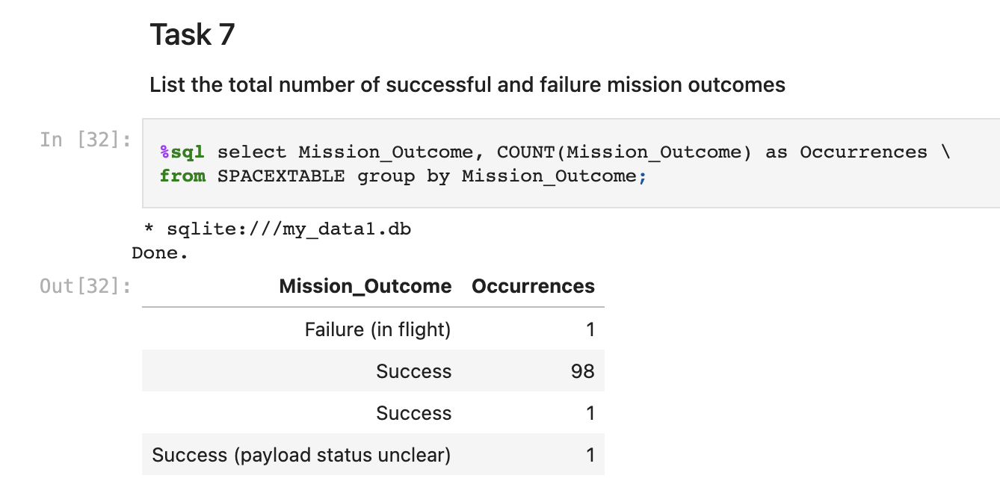 Task 7
List the total number of successful and failure mission outcomes
In [32]:
%sql select Mission_Outcome, COUNT(Mission_Outcome) as Occurrences \
from SPACEXTABLE group by Mission_Outcome;
* sqlite:///my_data1.db
Done.
Out[32]:
Mission_Outcome Occurrences
Failure (in flight) 1
Success 98
Success 1
Success (payload status unclear) 1